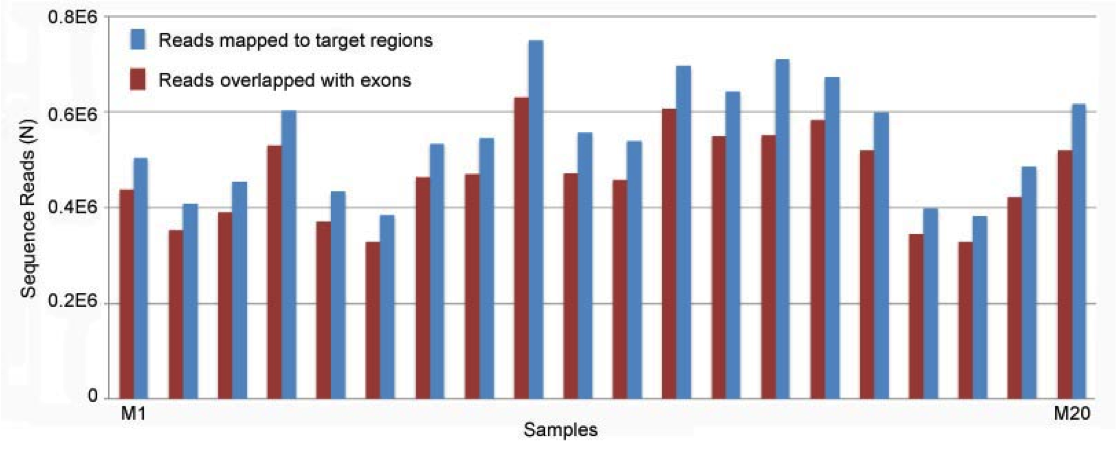 0.8E6
Reads mapped to target regions
Reads overlapped with exons
0.6E6
0.4E6
0.2E6
0
Sequence Reads (N)
M1
M20
Samples